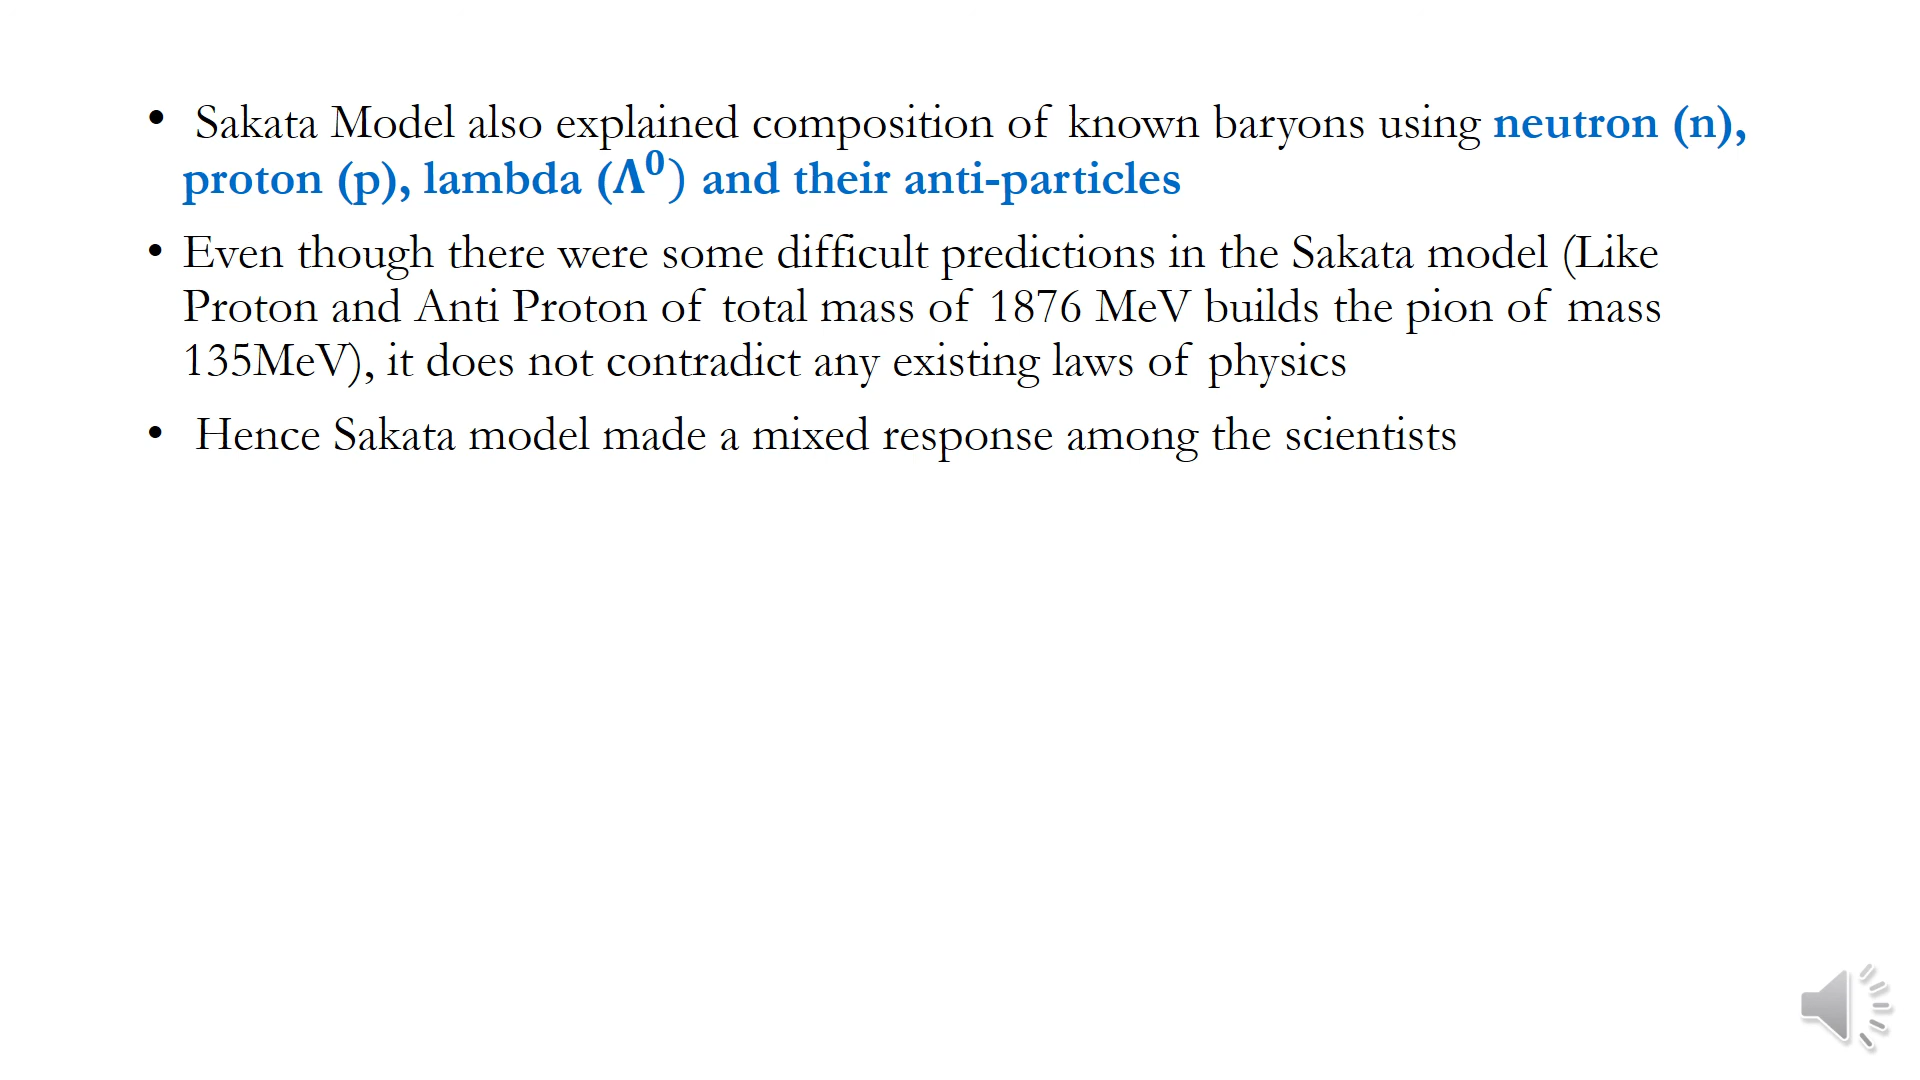 • Sakata Model also explained composition of known baryons using neutron (n),
proton (p), lambda (Λ⁰) and their anti-particles
• Even though there were some difficult predictions in the Sakata model (Like
Proton and Anti Proton of total mass of 1876 MeV builds the pion of mass
135MeV), it does not contradict any existing laws of physics
• Hence Sakata model made a mixed response among the scientists